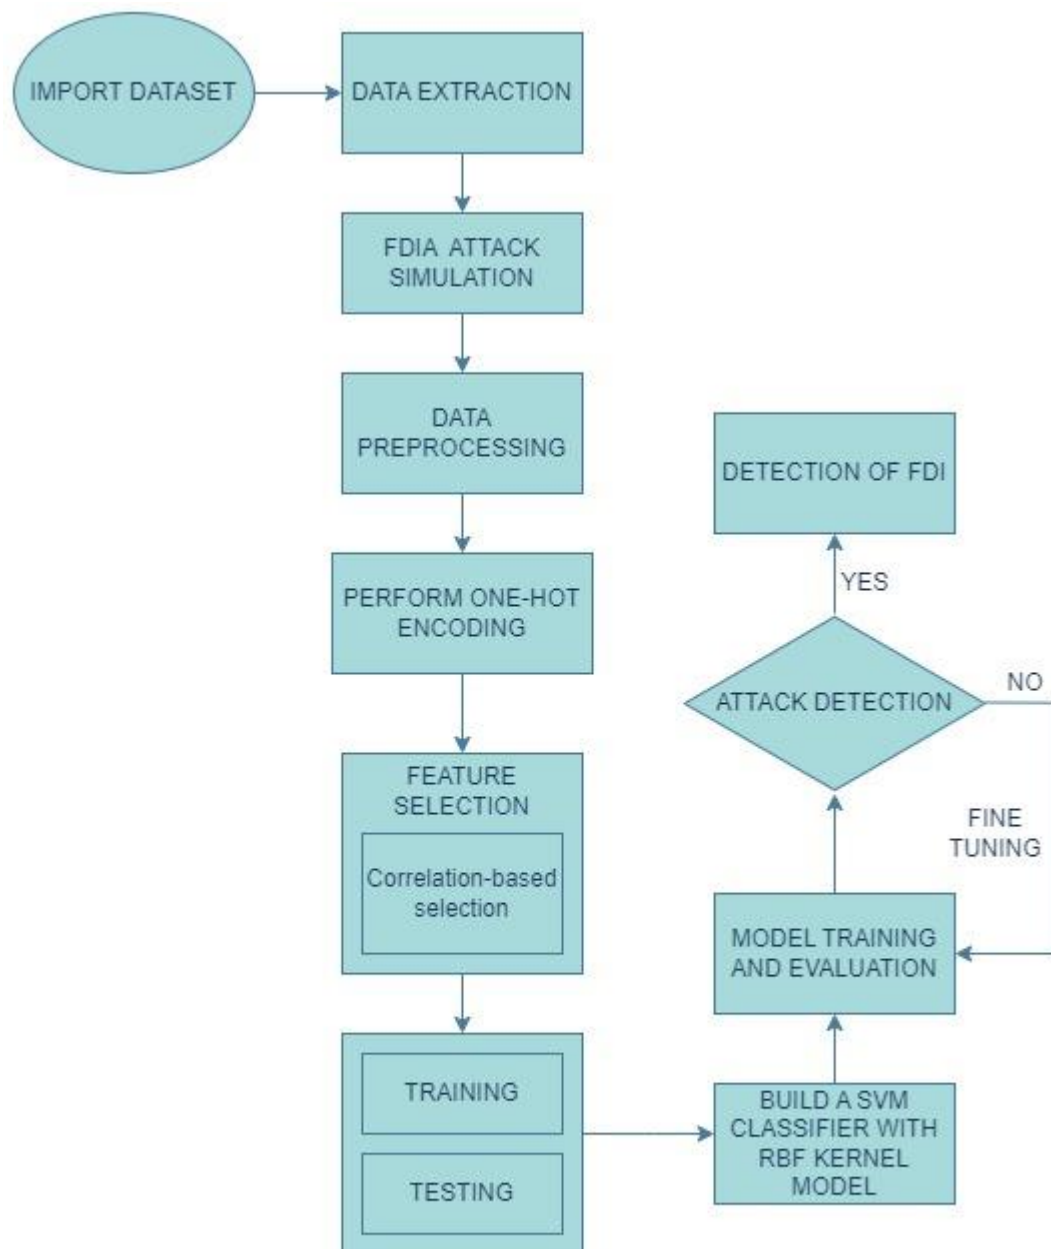 IMPORT DATASET
DATA EXTRACTION
FDIA ATTACK
SIMULATION
DATA
PREPROCESSING
PERFORM ONE-HOT
ENCODING
FEATURE
SELECTION
Correlation-based
selection
TRAINING
TESTING
BUILD A SVM
CLASSIFIER WITH
RBF KERNEL
MODEL
MODEL TRAINING
AND EVALUATION
ATTACK DETECTION
NO
FINE
TUNING
YES
DETECTION OF FDI